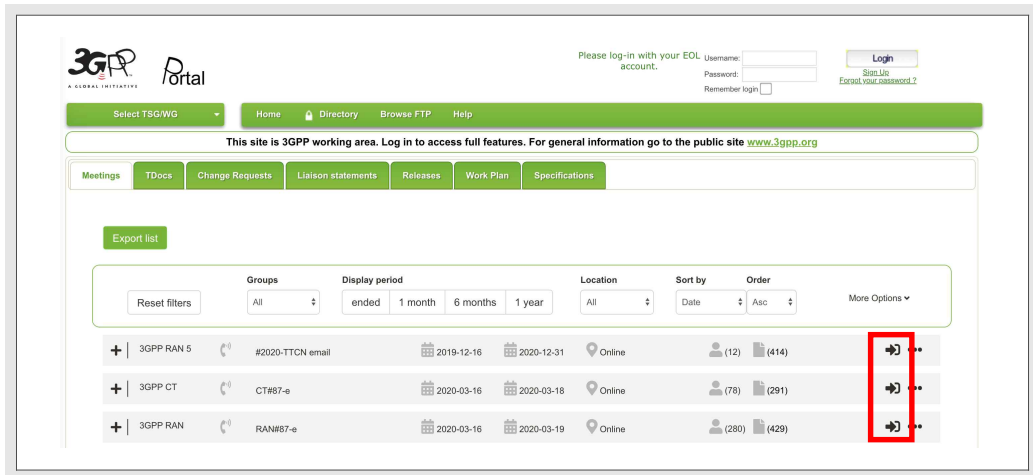 3GPP
A GLOBAL INITIATIVE
Portal
Please log-in with your EOL account.
Username:
Password:
Remember login
Login
Sign Up
Forgot your password ?
Select TSG/WG
Home Directory Browse FTP Help
This site is 3GPP working area. Log in to access full features. For general information go to the public site www.3gpp.org
Meetings TDocs Change Requests Liaison statements Releases Work Plan Specifications
Export list
Groups Display period Location Sort by Order
Reset filters All ended 1 month 6 months 1 year All Date Asc More Options
3GPP RAN 5 #2020-TTCN email 2019-12-16 2020-12-31 Online (12) (414)
3GPP CT CT#87-e 2020-03-16 2020-03-18 Online (78) (291)
3GPP RAN RAN#87-e 2020-03-16 2020-03-19 Online (280) (429)